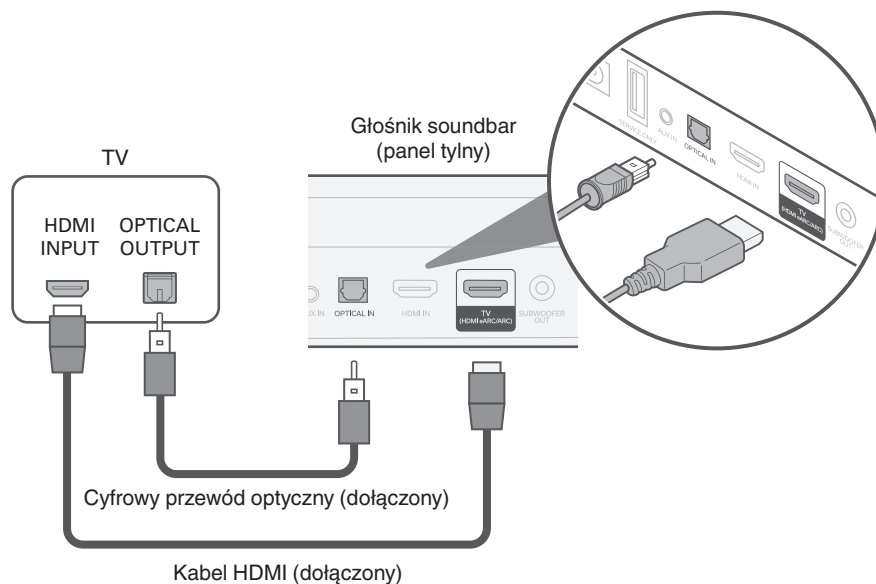 Głośnik soundbar
(panel tylny)
TV
HDMI
INPUT
OPTICAL
OUTPUT
SERVICE ONLY
AUX IN
OPTICAL IN
HDMI IN
TV
(HDMI eARC/ARC)
SUBWOOFER
OUT
UX IN
OPTICAL IN
HDMI IN
TV
(HDMI eARC/ARC)
SUBWOOFER
OUT
Cyfrowy przewód optyczny (dołączony)
Kabel HDMI (dołączony)